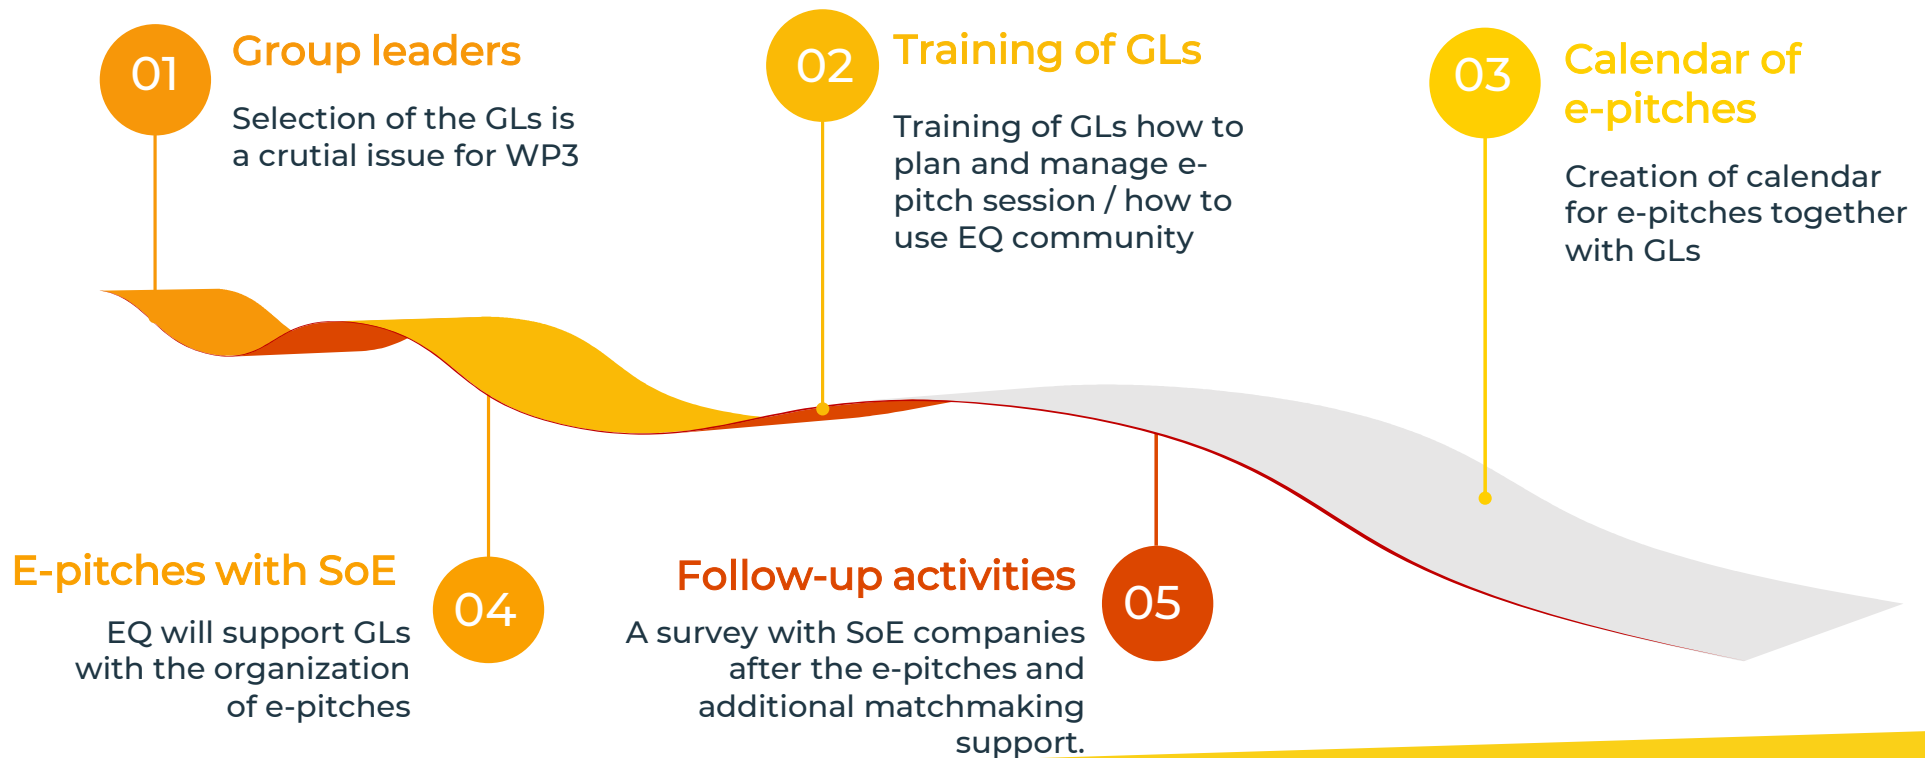 01
Group leaders
Selection of the GLs is
a crutial issue for WP3
02
Training of GLs
Training of GLs how to
plan and manage e-
pitch session / how to
use EQ community
03
Calendar of
e-pitches
Creation of calendar
for e-pitches together
with GLs
E-pitches with SoE
EQ will support GLs
with the organization
of e-pitches
04
Follow-up activities
A survey with SoE companies
after the e-pitches and
additional matchmaking
support.
05